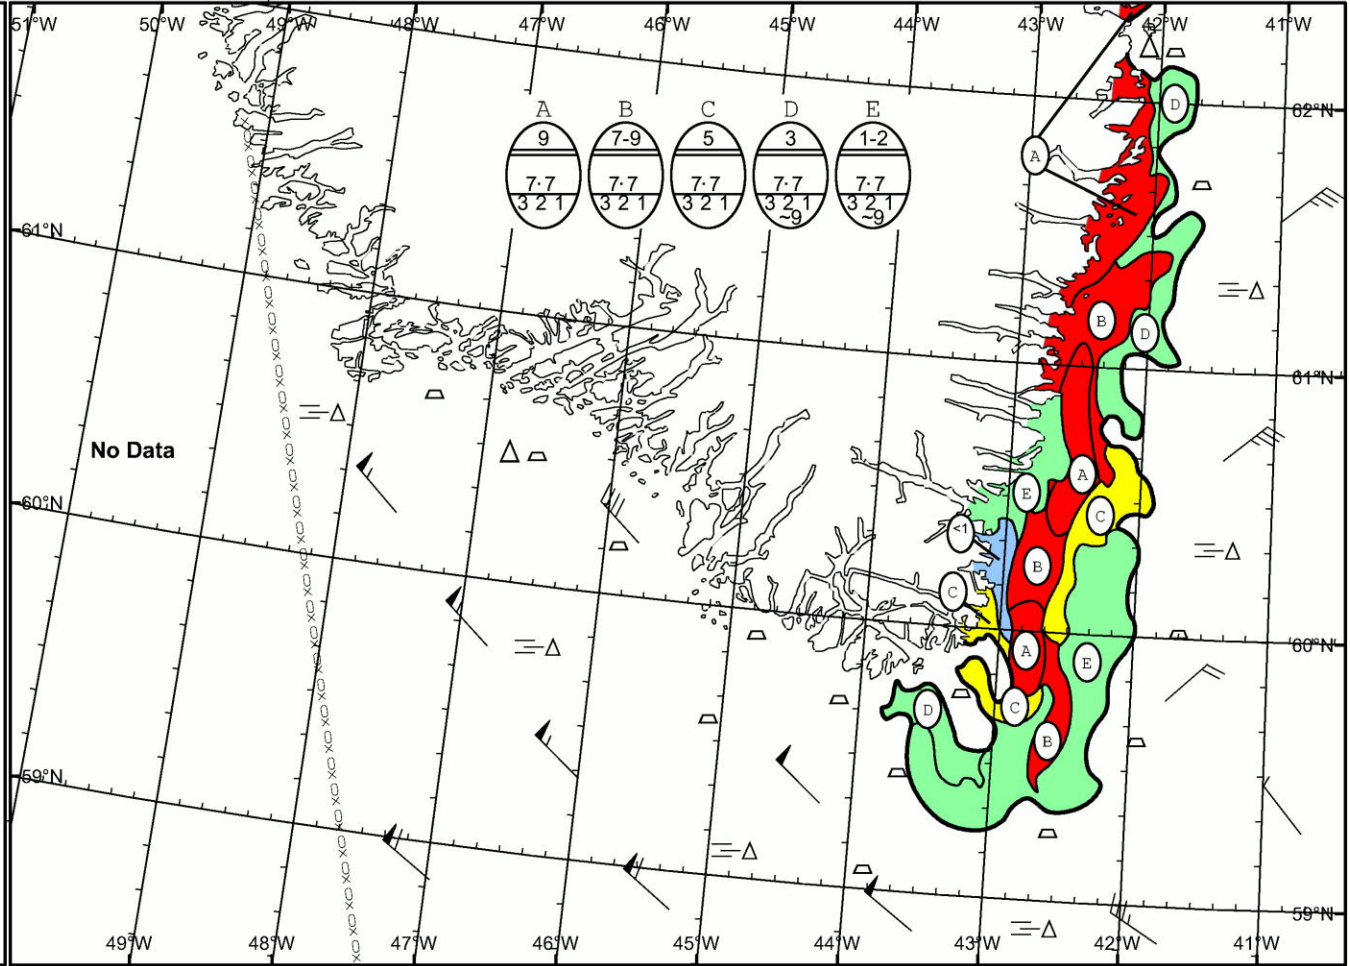 51°W 50°W 49°W 48°W 47°W 46°W 45°W 44°W 43°W 42°W 41°W
A B C D E
9 7-9 5 3 1-2
7·7 7·7 7·7 7·7 7·7
3 2 1 3 2 1 3 2 1 3 2 1 3 2 1
~9 ~9
D
62°N
A
61°N
B
D
61°N
No Data
A
E
C
60°N
<1
B
C
60°N
A
E
D
C
B
59°N
59°N
49°W 48°W 47°W 46°W 45°W 44°W 43°W 42°W 41°W